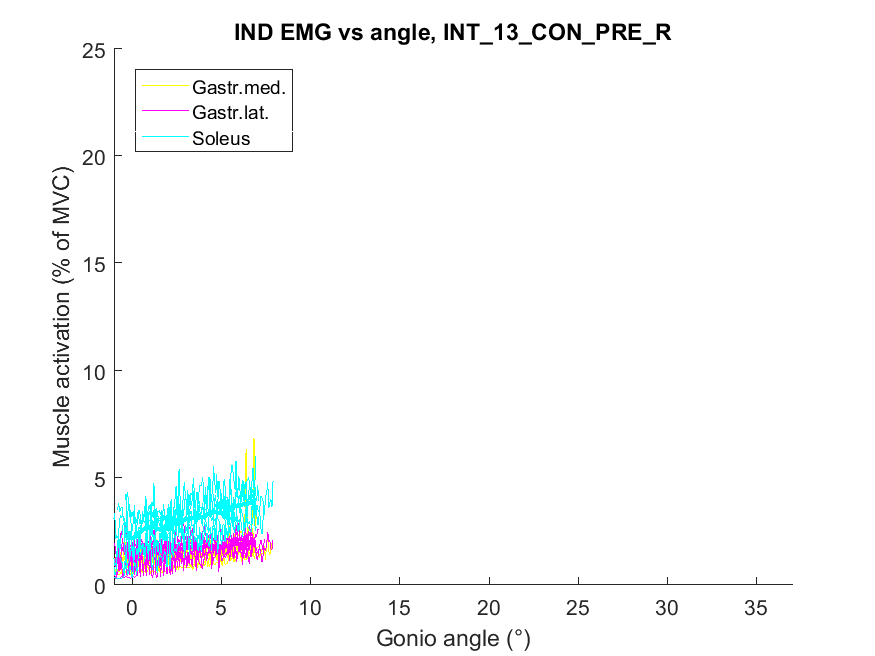 IND EMG vs angle, INT_13_CON_PRE_R
25
Gastr.med.
Gastr.lat.
Soleus
20
15
10
5
0
Muscle activation (% of MVC)
0 5 10 15 20 25 30 35
Gonio angle (°)